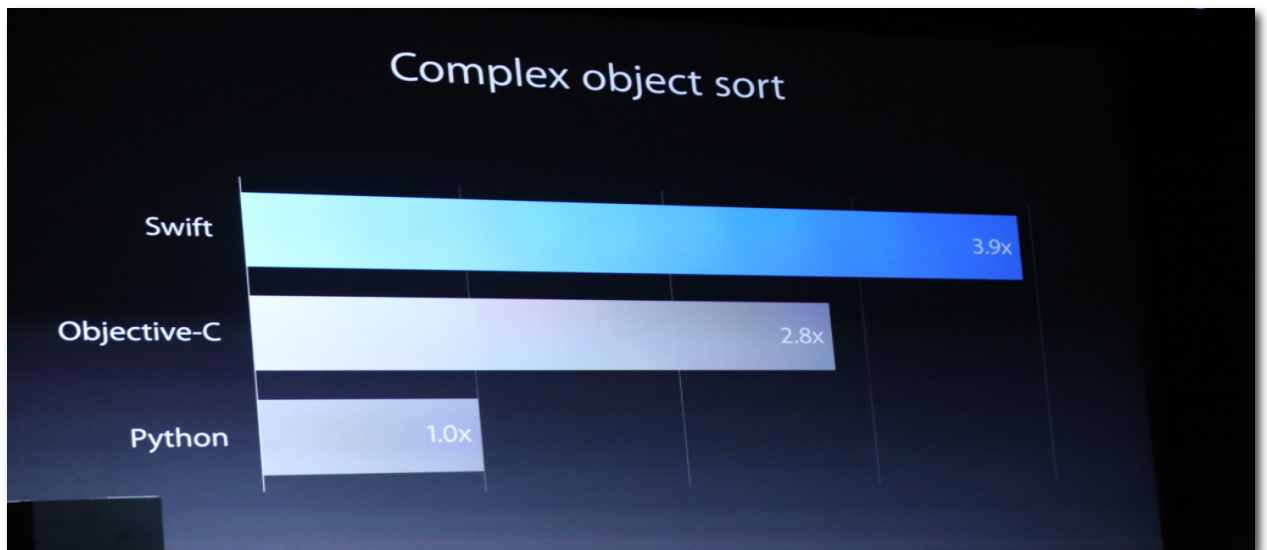 Complex object sort
Swift
3.9x
Objective-C
2.8x
Python
1.0x